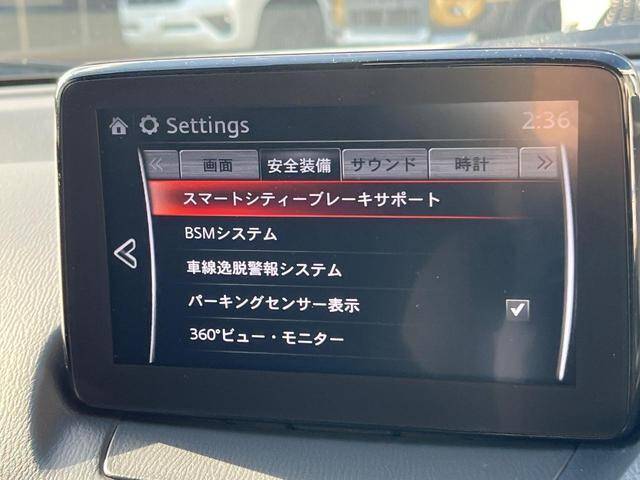 Settings 2:36
« 画面 安全装備 サウンド 時計 »
スマートシティーブレーキサポート
BSMシステム
車線逸脱警報システム
パーキングセンサー表示
360°ビュー・モニター